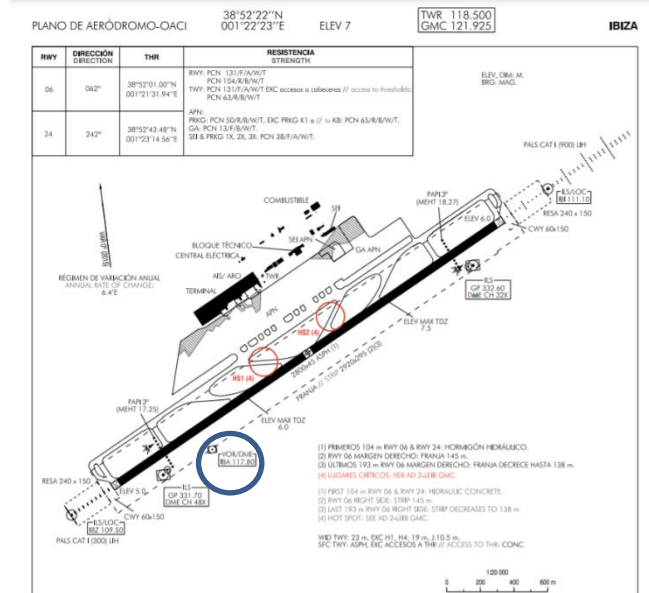 PLANO DE AERÓDROMO-OACI
38°52'22''N
001°22'23''E
ELEV 7
TWR 118.500
GMC 121.925
IBIZA
RWY
DIRECCIÓN
DIRECTION
THR
RESISTENCIA
STRENGTH
06
062°
38°52'01.00''N
001°21'31.94''E
RWY: PCN 131/F/A/W/T
PCN 104/R/B/W/T
TWY: PCN 131/F/A/W/T EXC accesos a cabeceras // access to thresholds:
PCN 63/R/B/W/T
24
242°
38°52'43.48''N
001°23'14.56''E
APN:
PRKG: PCN 50/R/B/W/T, EXC PRKG K1 a // to K8: PCN 65/R/B/W/T.
GA: PCN 13/F/B/W/T.
SEI & PRKG 1X, 2X, 3X: PCN 38/F/A/W/T.
ELEV, DIM: M.
BRG: MAG.
PALS CAT I (900) LIH
ILS/LOC
111.10
RESA 240 x 150
CWY 60x150
PAPI 3°
(MEHT 18.27)
ELEV 6.0
COMBUSTIBLE
SEI
SEI APN
GA APN
BLOQUE TÉCNICO
CENTRAL ELÉCTRICA
AIS/ ARO
TWR
TERMINAL
APN
RÉGIMEN DE VARIACIÓN ANUAL
ANNUAL RATE OF CHANGE:
6.4'E
ILS
GP 332.60
DME CH 32X
ELEV MAX TDZ
7.5
HS2 (4)
HS1 (4)
2800x45 ASPH (1)
FRANJA // STRIP 2920x295 (2)(3)
PAPI 3°
(MEHT 17.25)
ELEV MAX TDZ
6.0
VOR/DME
IBA 117.80
RESA 240 x 150
ELEV 5.0
ILS
GP 331.70
DME CH 48X
CWY 60x150
ILS/LOC
IBZ 109.50
PALS CAT I (300) LIH
(1) PRIMEROS 104 m RWY 06 & RWY 24: HORMIGÓN HIDRÁULICO.
(2) RWY 06 MARGEN DERECHO: FRANJA 145 m.
(3) ÚLTIMOS 193 m RWY 06 MARGEN DERECHO: FRANJA DECRECE HASTA 138 m.
(4) LUGARES CRÍTICOS: VER AD 2-LEIB GMC.
(1) FIRST 104 m RWY 06 & RWY 24: HIDRAULIC CONCRETE.
(2) RWY 06 RIGHT SIDE: STRIP 145 m.
(3) LAST 193 m RWY 06 RIGHT SIDE: STRIP DECREASES TO 138 m.
(4) HOT SPOT: SEE AD 2-LEIB GMC.
WID TWY: 23 m, EXC H1, H4: 19 m, J:10.5 m.
SFC TWY: ASPH, EXC ACCESOS A THR // ACCESS TO THR: CONC.
1:20 000
0 200 400 600 m